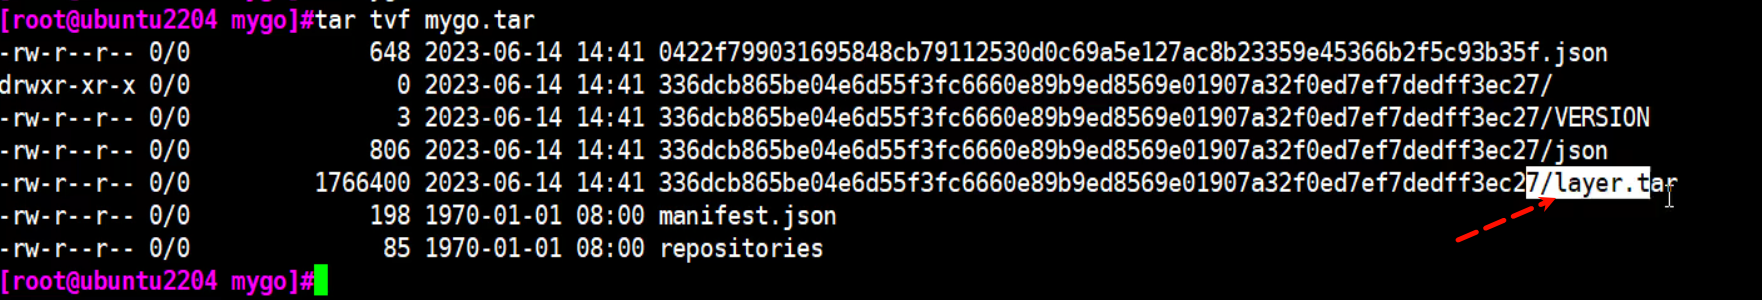 [root@ubuntu2204 mygo]#tar tvf mygo.tar
-rw-r--r-- 0/0             648 2023-06-14 14:41 0422f799031695848cb79112530d0c69a5e127ac8b23359e45366b2f5c93b35f.json
drwxr-xr-x 0/0               0 2023-06-14 14:41 336dcb865be04e6d55f3fc6660e89b9ed8569e01907a32f0ed7ef7dedff3ec27/
-rw-r--r-- 0/0               3 2023-06-14 14:41 336dcb865be04e6d55f3fc6660e89b9ed8569e01907a32f0ed7ef7dedff3ec27/VERSION
-rw-r--r-- 0/0             806 2023-06-14 14:41 336dcb865be04e6d55f3fc6660e89b9ed8569e01907a32f0ed7ef7dedff3ec27/json
-rw-r--r-- 0/0         1766400 2023-06-14 14:41 336dcb865be04e6d55f3fc6660e89b9ed8569e01907a32f0ed7ef7dedff3ec27/layer.tar
-rw-r--r-- 0/0             198 1970-01-01 08:00 manifest.json
-rw-r--r-- 0/0              85 1970-01-01 08:00 repositories
[root@ubuntu2204 mygo]#